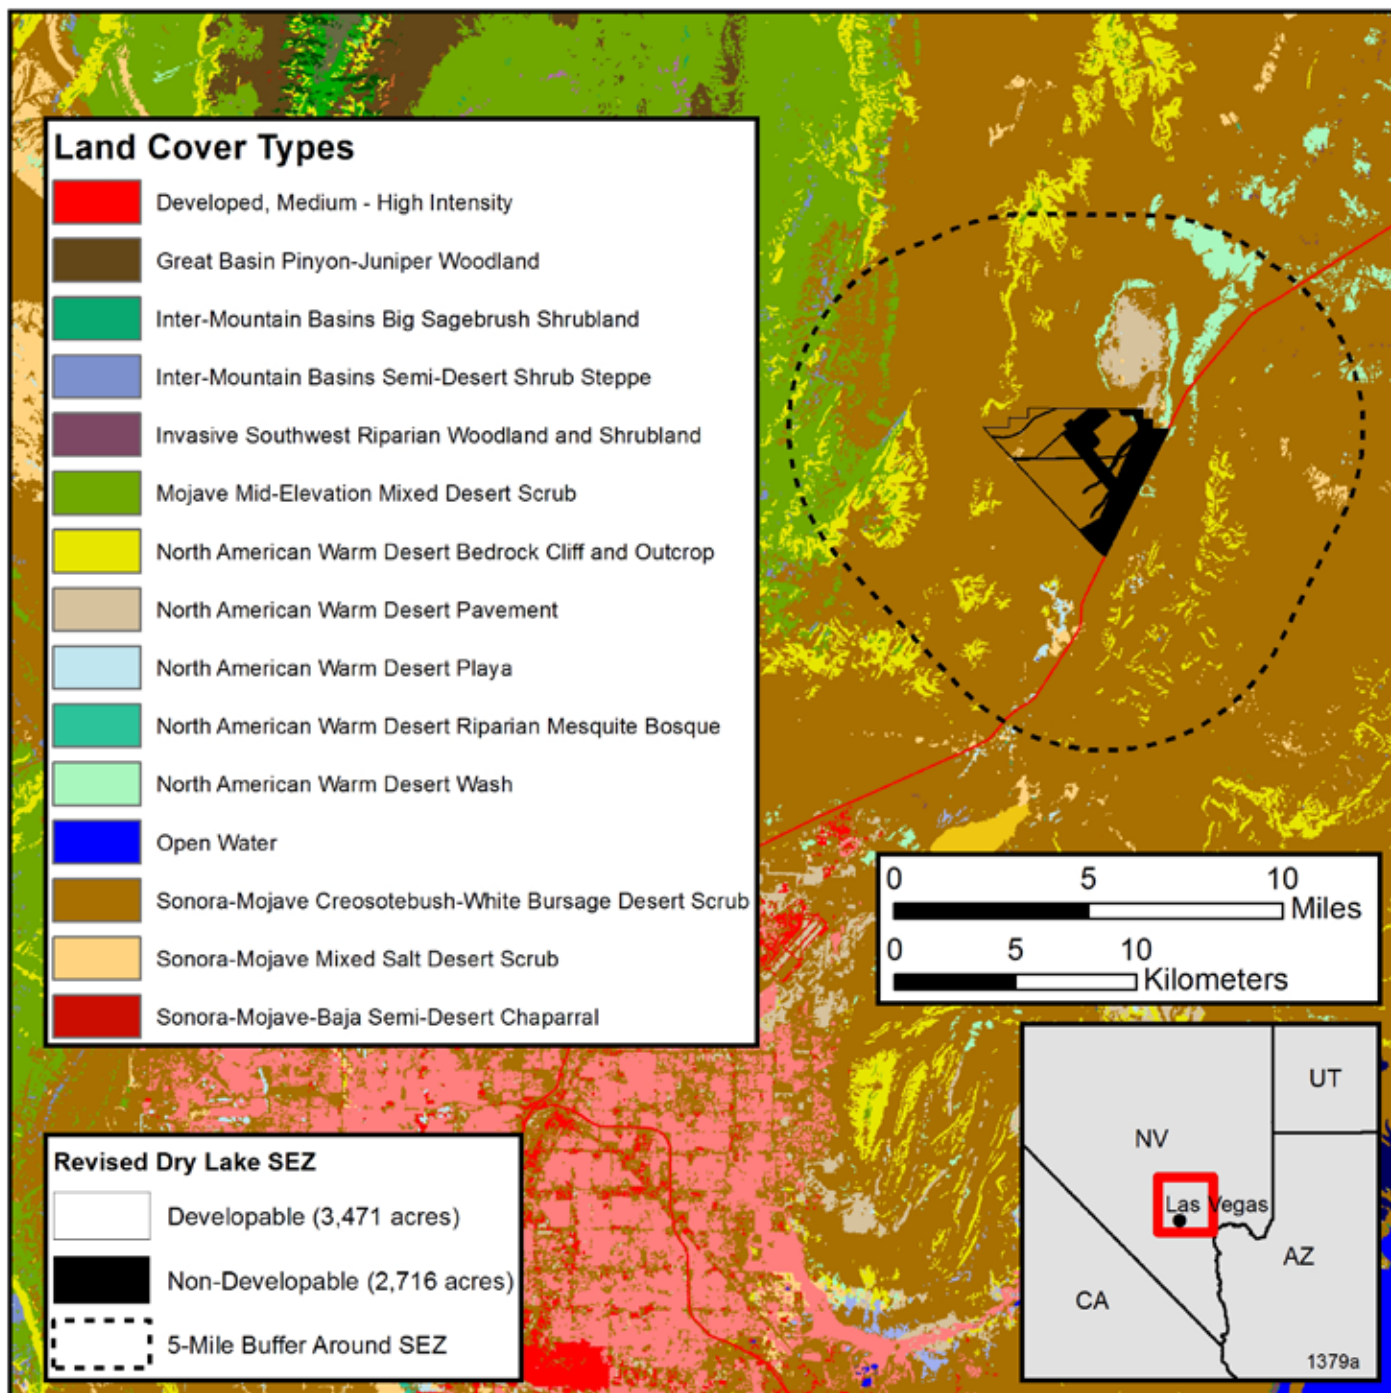 Land Cover Types
Developed, Medium - High Intensity
Great Basin Pinyon-Juniper Woodland
Inter-Mountain Basins Big Sagebrush Shrubland
Inter-Mountain Basins Semi-Desert Shrub Steppe
Invasive Southwest Riparian Woodland and Shrubland
Mojave Mid-Elevation Mixed Desert Scrub
North American Warm Desert Bedrock Cliff and Outcrop
North American Warm Desert Pavement
North American Warm Desert Playa
North American Warm Desert Riparian Mesquite Bosque
North American Warm Desert Wash
Open Water
Sonora-Mojave Creosotebush-White Bursage Desert Scrub
Sonora-Mojave Mixed Salt Desert Scrub
Sonora-Mojave-Baja Semi-Desert Chaparral
0 5 10
Miles
0 5 10
Kilometers
Revised Dry Lake SEZ
Developable (3,471 acres)
Non-Developable (2,716 acres)
5-Mile Buffer Around SEZ
UT
NV
Las Vegas
AZ
CA
1379a